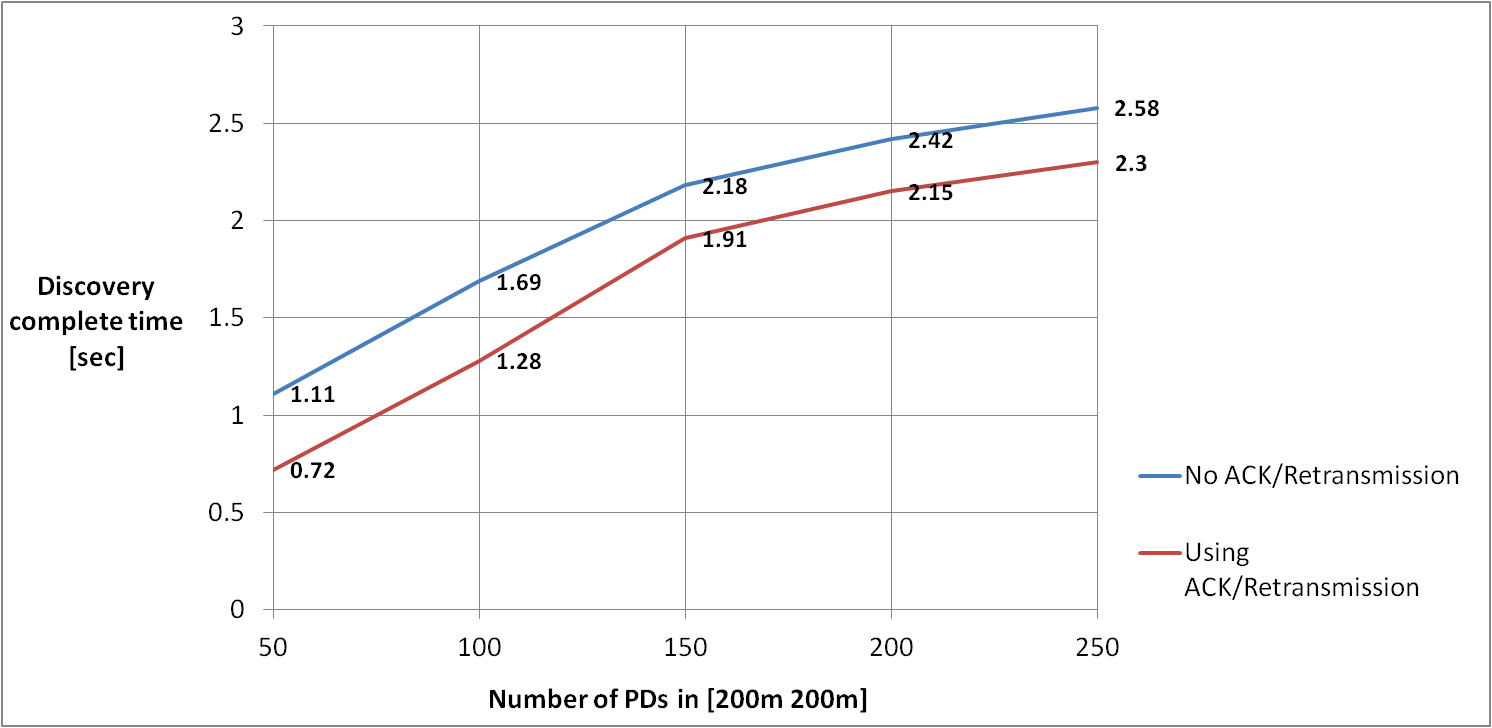 3
2.5
2
1.5
1
0.5
0
Discovery
complete time
[sec]
2.58
2.42
2.3
2.18
2.15
1.91
1.69
1.28
1.11
0.72
50 100 150 200 250
Number of PDs in [200m 200m]
No ACK/Retransmission
Using
ACK/Retransmission